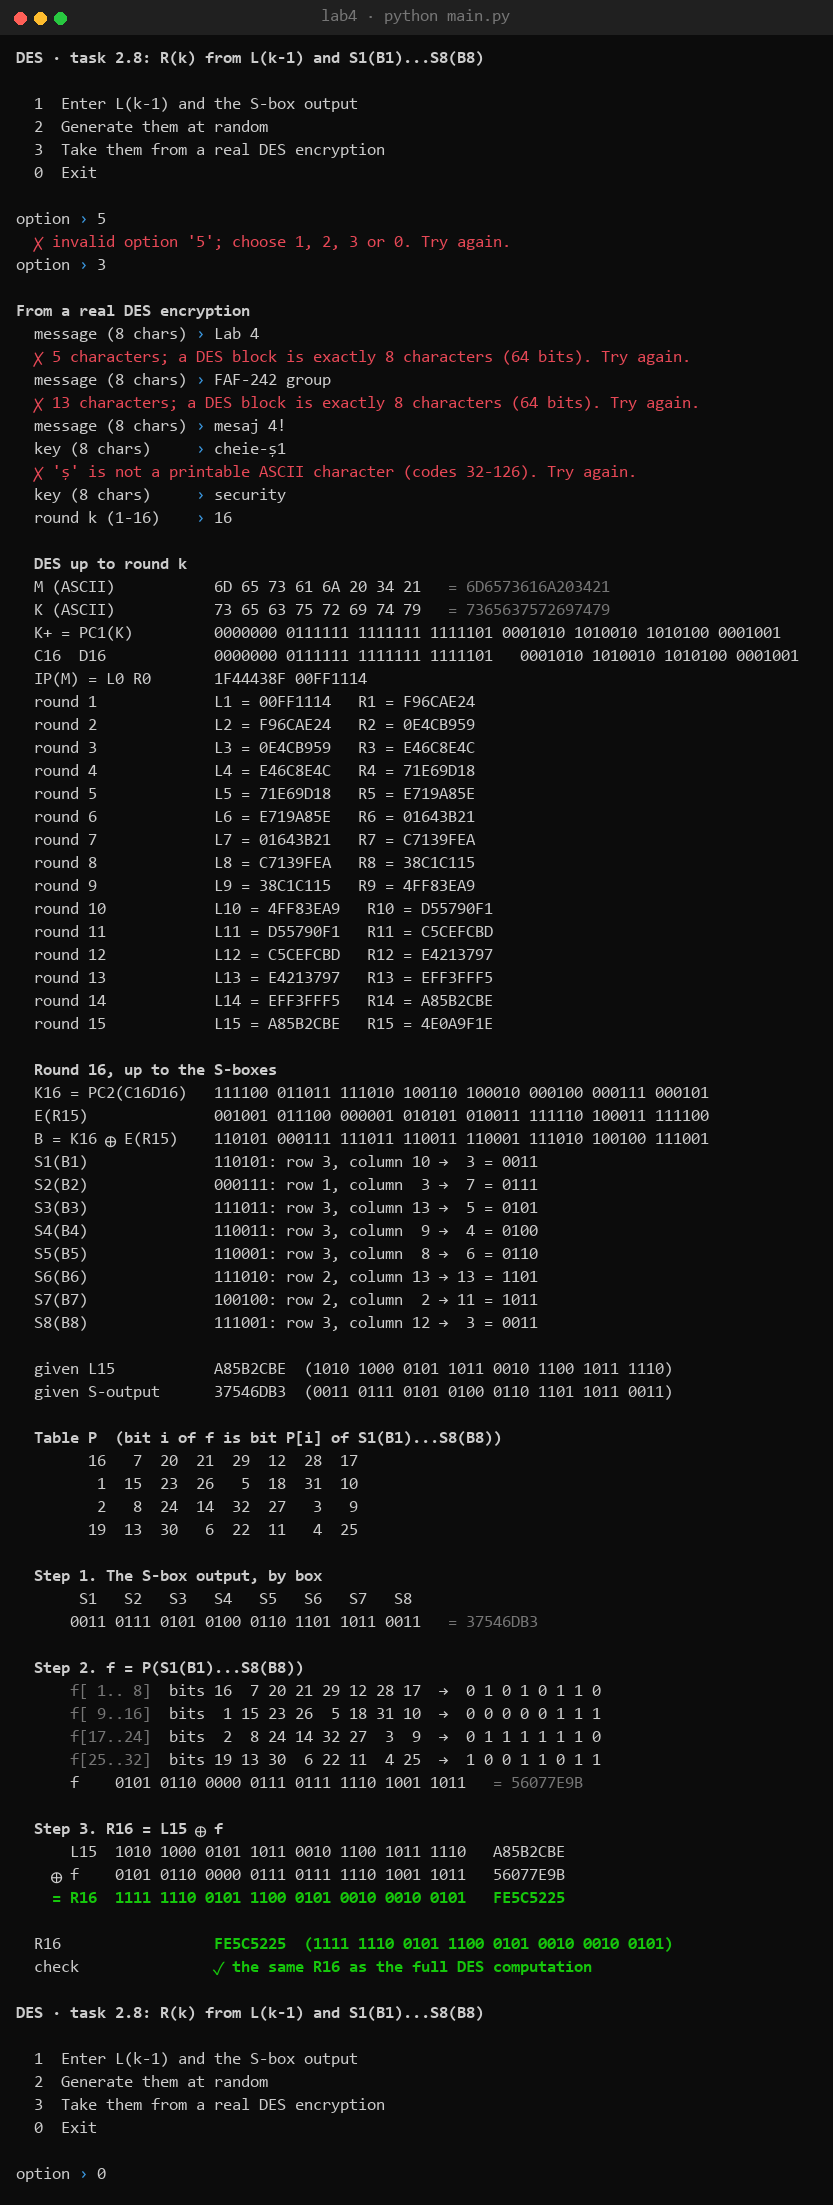 lab4 · python main.py
DES · task 2.8: R(k) from L(k-1) and S1(B1)...S8(B8)
1  Enter L(k-1) and the S-box output
2  Generate them at random
3  Take them from a real DES encryption
0  Exit
option › 5
✗ invalid option '5'; choose 1, 2, 3 or 0. Try again.
option › 3
From a real DES encryption
message (8 chars) › Lab 4
✗ 5 characters; a DES block is exactly 8 characters (64 bits). Try again.
message (8 chars) › FAF-242 group
✗ 13 characters; a DES block is exactly 8 characters (64 bits). Try again.
message (8 chars) › mesaj 4!
key (8 chars)     › cheie-ș1
✗ 'ș' is not a printable ASCII character (codes 32-126). Try again.
key (8 chars)     › security
round k (1-16)    › 16
DES up to round k
M (ASCII)           6D 65 73 61 6A 20 34 21   = 6D6573616A203421
K (ASCII)           73 65 63 75 72 69 74 79   = 7365637572697479
K+ = PC1(K)         0000000 0111111 1111111 1111101 0001010 1010010 1010100 0001001
C16  D16            0000000 0111111 1111111 1111101   0001010 1010010 1010100 0001001
IP(M) = L0 R0       1F44438F 00FF1114
round 1             L1 = 00FF1114   R1 = F96CAE24
round 2             L2 = F96CAE24   R2 = 0E4CB959
round 3             L3 = 0E4CB959   R3 = E46C8E4C
round 4             L4 = E46C8E4C   R4 = 71E69D18
round 5             L5 = 71E69D18   R5 = E719A85E
round 6             L6 = E719A85E   R6 = 01643B21
round 7             L7 = 01643B21   R7 = C7139FEA
round 8             L8 = C7139FEA   R8 = 38C1C115
round 9             L9 = 38C1C115   R9 = 4FF83EA9
round 10            L10 = 4FF83EA9   R10 = D55790F1
round 11            L11 = D55790F1   R11 = C5CEFCBD
round 12            L12 = C5CEFCBD   R12 = E4213797
round 13            L13 = E4213797   R13 = EFF3FFF5
round 14            L14 = EFF3FFF5   R14 = A85B2CBE
round 15            L15 = A85B2CBE   R15 = 4E0A9F1E
Round 16, up to the S-boxes
K16 = PC2(C16D16)   111100 011011 111010 100110 100010 000100 000111 000101
E(R15)              001001 011100 000001 010101 010011 111110 100011 111100
B = K16 ⊕ E(R15)    110101 000111 111011 110011 110001 111010 100100 111001
S1(B1)              110101: row 3, column 10 →  3 = 0011
S2(B2)              000111: row 1, column  3 →  7 = 0111
S3(B3)              111011: row 3, column 13 →  5 = 0101
S4(B4)              110011: row 3, column  9 →  4 = 0100
S5(B5)              110001: row 3, column  8 →  6 = 0110
S6(B6)              111010: row 2, column 13 → 13 = 1101
S7(B7)              100100: row 2, column  2 → 11 = 1011
S8(B8)              111001: row 3, column 12 →  3 = 0011
given L15           A85B2CBE  (1010 1000 0101 1011 0010 1100 1011 1110)
given S-output      37546DB3  (0011 0111 0101 0100 0110 1101 1011 0011)
Table P  (bit i of f is bit P[i] of S1(B1)...S8(B8))
16   7  20  21  29  12  28  17
1  15  23  26   5  18  31  10
2   8  24  14  32  27   3   9
19  13  30   6  22  11   4  25
Step 1. The S-box output, by box
S1   S2   S3   S4   S5   S6   S7   S8
0011 0111 0101 0100 0110 1101 1011 0011   = 37546DB3
Step 2. f = P(S1(B1)...S8(B8))
f[ 1.. 8]  bits 16  7 20 21 29 12 28 17  →  0 1 0 1 0 1 1 0
f[ 9..16]  bits  1 15 23 26  5 18 31 10  →  0 0 0 0 0 1 1 1
f[17..24]  bits  2  8 24 14 32 27  3  9  →  0 1 1 1 1 1 1 0
f[25..32]  bits 19 13 30  6 22 11  4 25  →  1 0 0 1 1 0 1 1
f    0101 0110 0000 0111 0111 1110 1001 1011   = 56077E9B
Step 3. R16 = L15 ⊕ f
L15  1010 1000 0101 1011 0010 1100 1011 1110   A85B2CBE
⊕ f    0101 0110 0000 0111 0111 1110 1001 1011   56077E9B
= R16  1111 1110 0101 1100 0101 0010 0010 0101   FE5C5225
R16                 FE5C5225  (1111 1110 0101 1100 0101 0010 0010 0101)
check               ✓ the same R16 as the full DES computation
DES · task 2.8: R(k) from L(k-1) and S1(B1)...S8(B8)
1  Enter L(k-1) and the S-box output
2  Generate them at random
3  Take them from a real DES encryption
0  Exit
option › 0